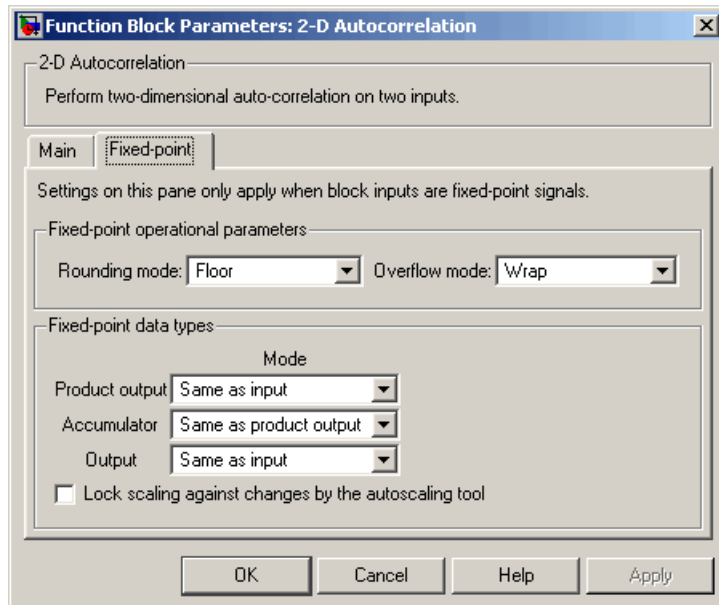 Function Block Parameters: 2-D Autocorrelation
2-D Autocorrelation
Perform two-dimensional auto-correlation on two inputs.
Main Fixed-point
Settings on this pane only apply when block inputs are fixed-point signals.
Fixed-point operational parameters
Rounding mode: Floor Overflow mode: Wrap
Fixed-point data types
Mode
Product output Same as input
Accumulator Same as product output
Output Same as input
Lock scaling against changes by the autoscaling tool
OK Cancel Help Apply